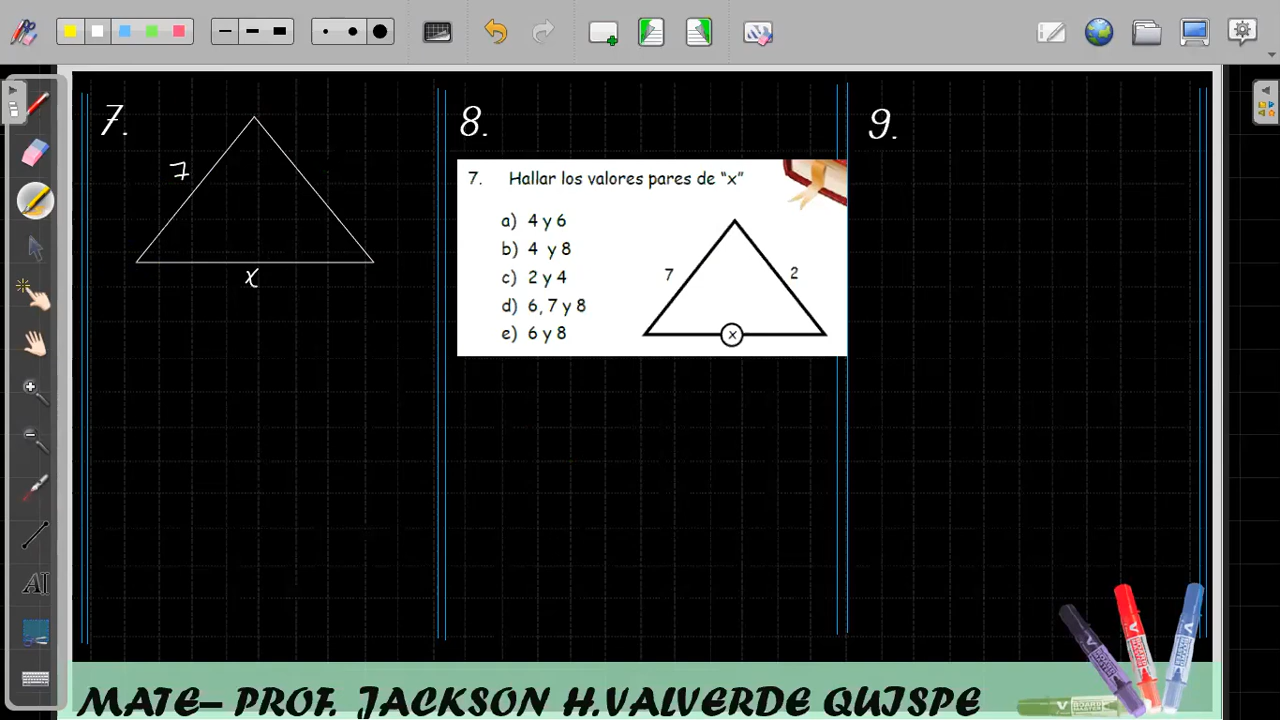 7.
7
x
8.
7. Hallar los valores pares de “x”
a) 4 y 6
b) 4 y 8
c) 2 y 4
d) 6, 7 y 8
e) 6 y 8
7
2
x
9.
MATE– PROF. JACKSON H.VALVERDE QUISPE